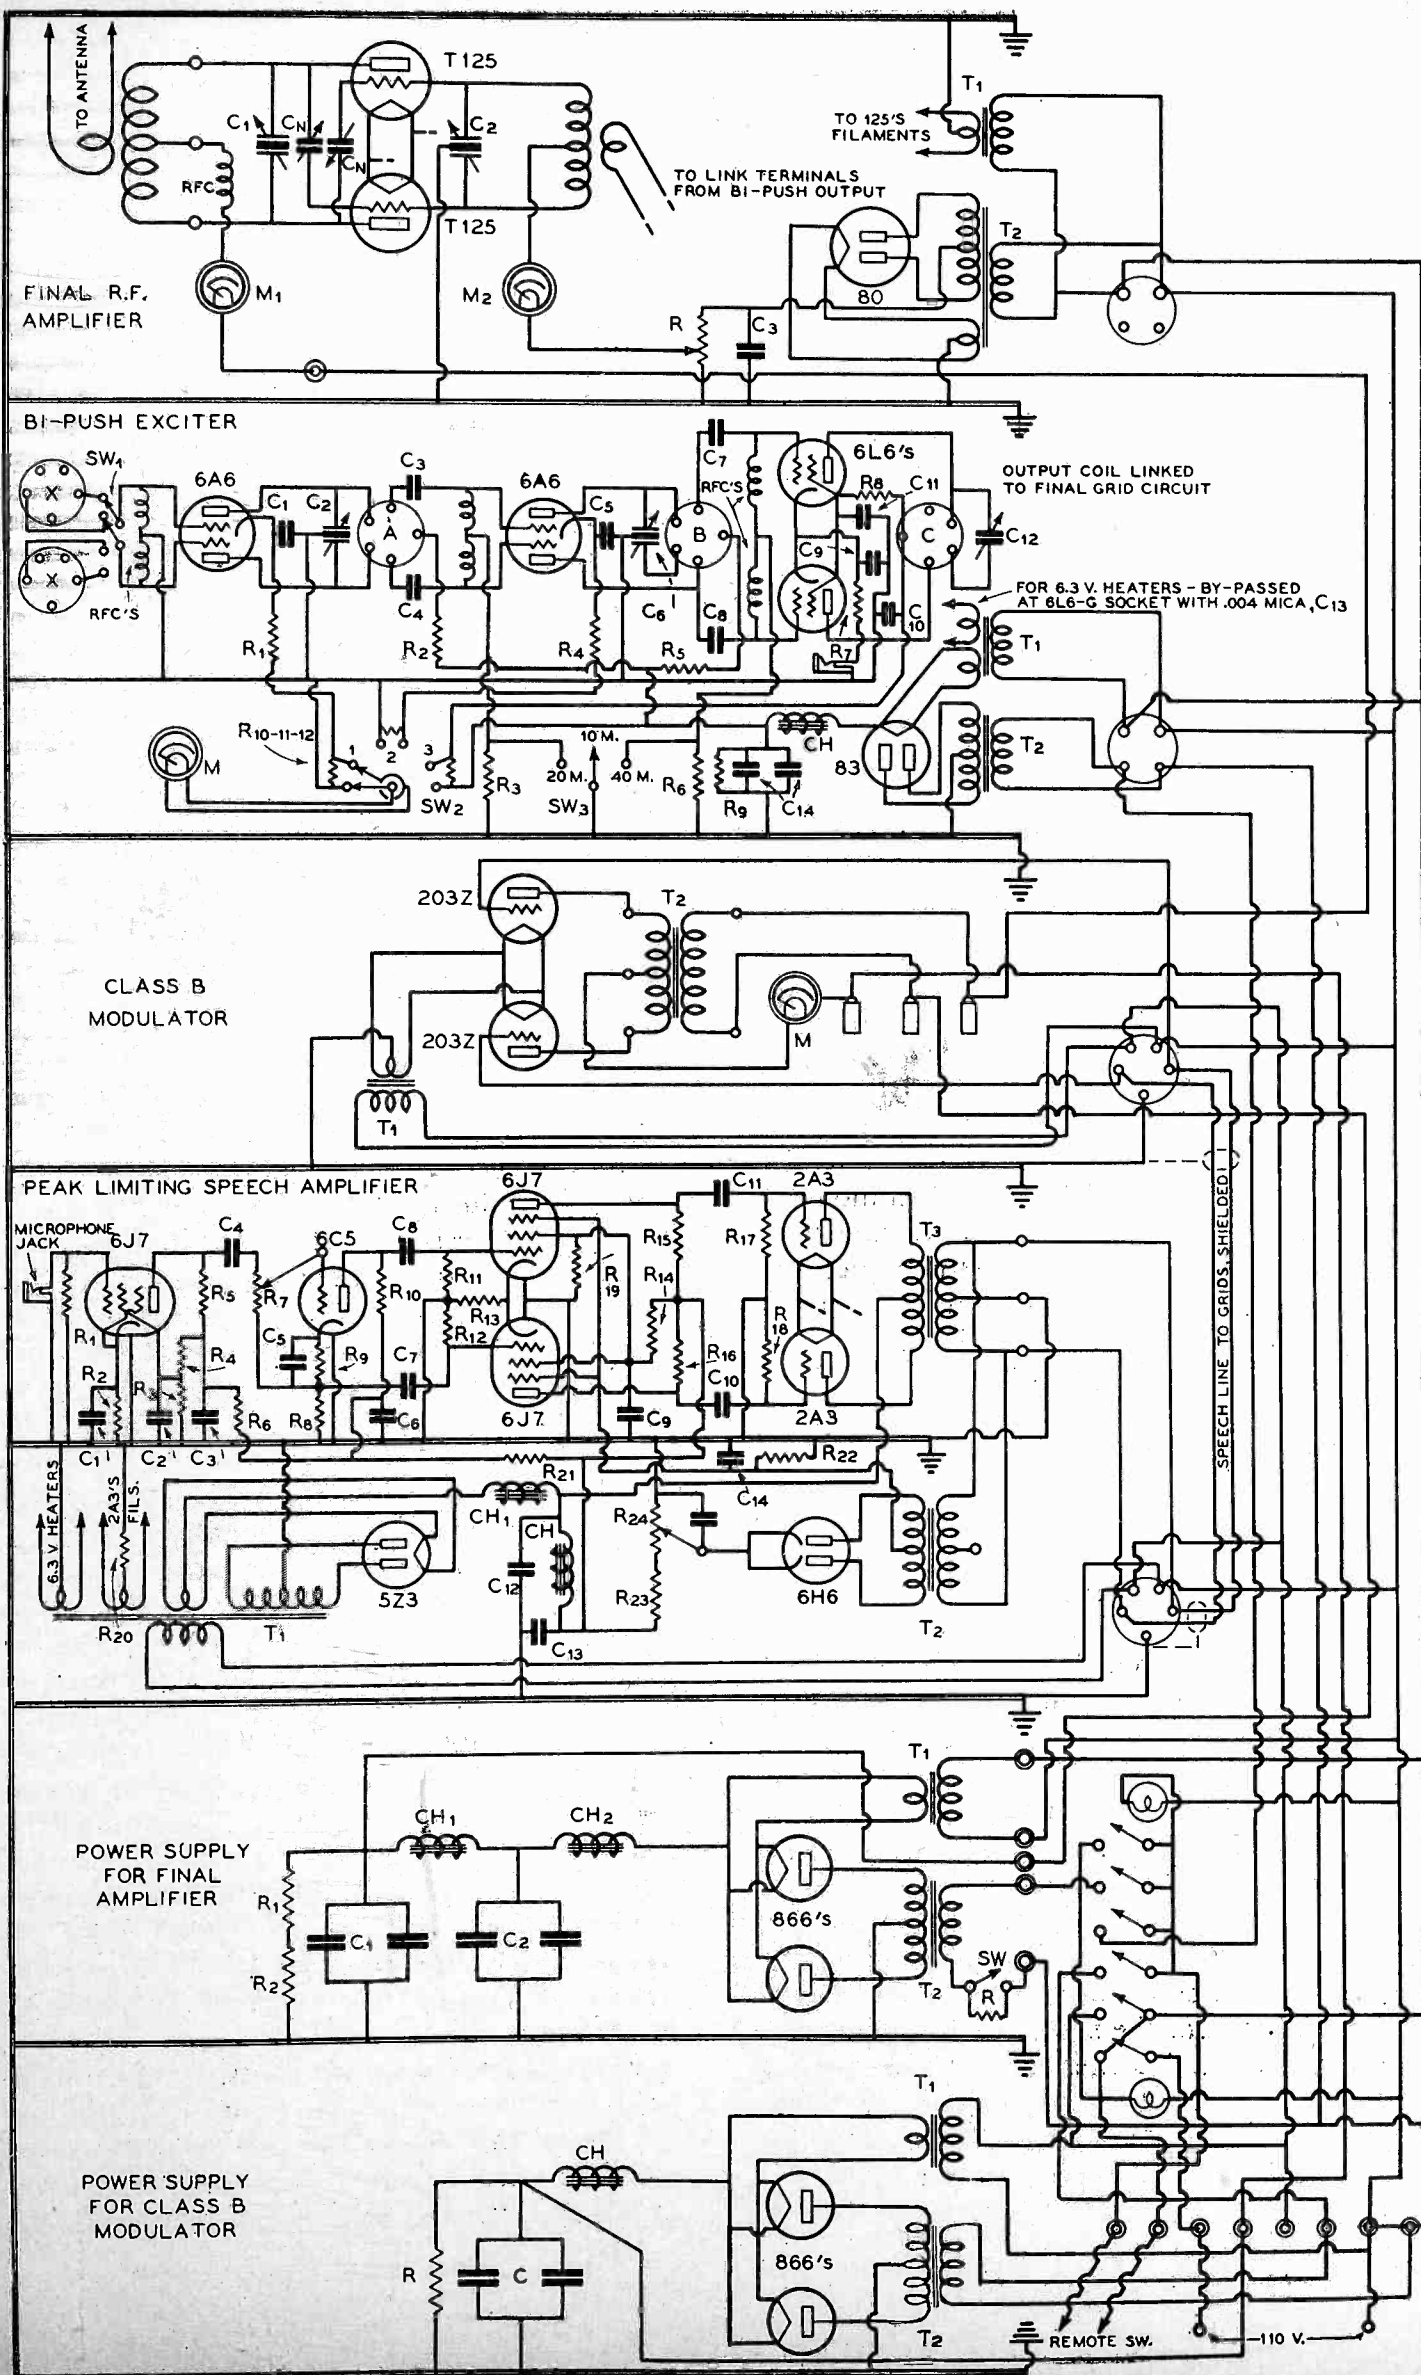 TO ANTENNA
T125
C1
CN
CN
C2
RFC
T125
M1
M2
FINAL R.F.
AMPLIFIER
TO LINK TERMINALS
FROM BI-PUSH OUTPUT
TO 125'S
FILAMENTS
T1
T2
80
R
C3
BI-PUSH EXCITER
SW1
X
X
RFC'S
6A6
C1
C2
C3
A
C4
6A6
C5
C6
B
C7
RFC'S
C8
6L6's
R8
C11
C9
C
C10
C12
R7
OUTPUT COIL LINKED
TO FINAL GRID CIRCUIT
FOR 6.3 V. HEATERS - BY-PASSED
AT 6L6-G SOCKET WITH .004 MICA, C13
R1
R2
R4
R5
T1
T2
M
R10-11-12
1
2
3
SW2
R3
20 M.
10 M.
40 M.
SW3
R6
R9
C14
CH
83
CLASS B
MODULATOR
203Z
203Z
T2
M
T1
PEAK LIMITING SPEECH AMPLIFIER
MICROPHONE
JACK
6J7
C4
6C5
C8
6J7
C11
2A3
T3
R1
R5
R7
R10
R11
R13
R12
R19
R15
R14
R17
R18
R2
R4
C5
R9
C7
R16
C10
C1
C2
C3
R6
R8
C6
6J7
C9
2A3
R22
C14
R21
6.3 V. HEATERS
2A3'S
FILS.
CH1
CH
C12
C13
R24
R23
5Z3
6H6
T2
R20
T1
SPEECH LINE TO GRIDS, SHIELDED
POWER SUPPLY
FOR FINAL
AMPLIFIER
CH1
CH2
R1
R2
C1
C2
866's
T1
T2
SW
R
POWER SUPPLY
FOR CLASS B
MODULATOR
CH
R
C
866's
T1
T2
REMOTE SW.
110 V.